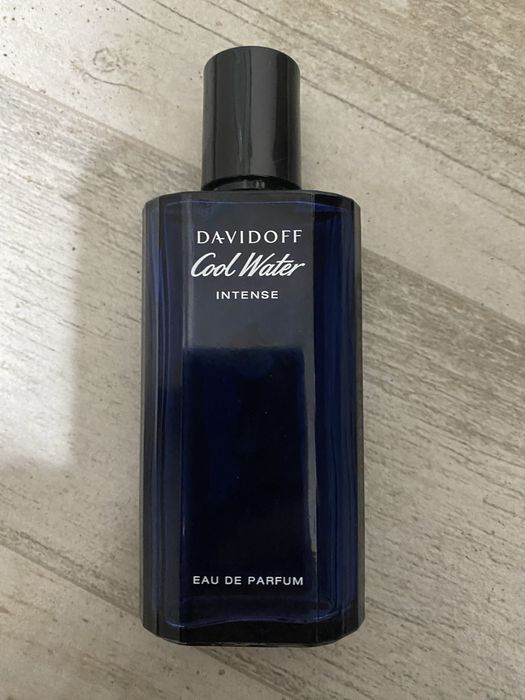 DAVIDOFF
Cool Water
INTENSE
EAU DE PARFUM